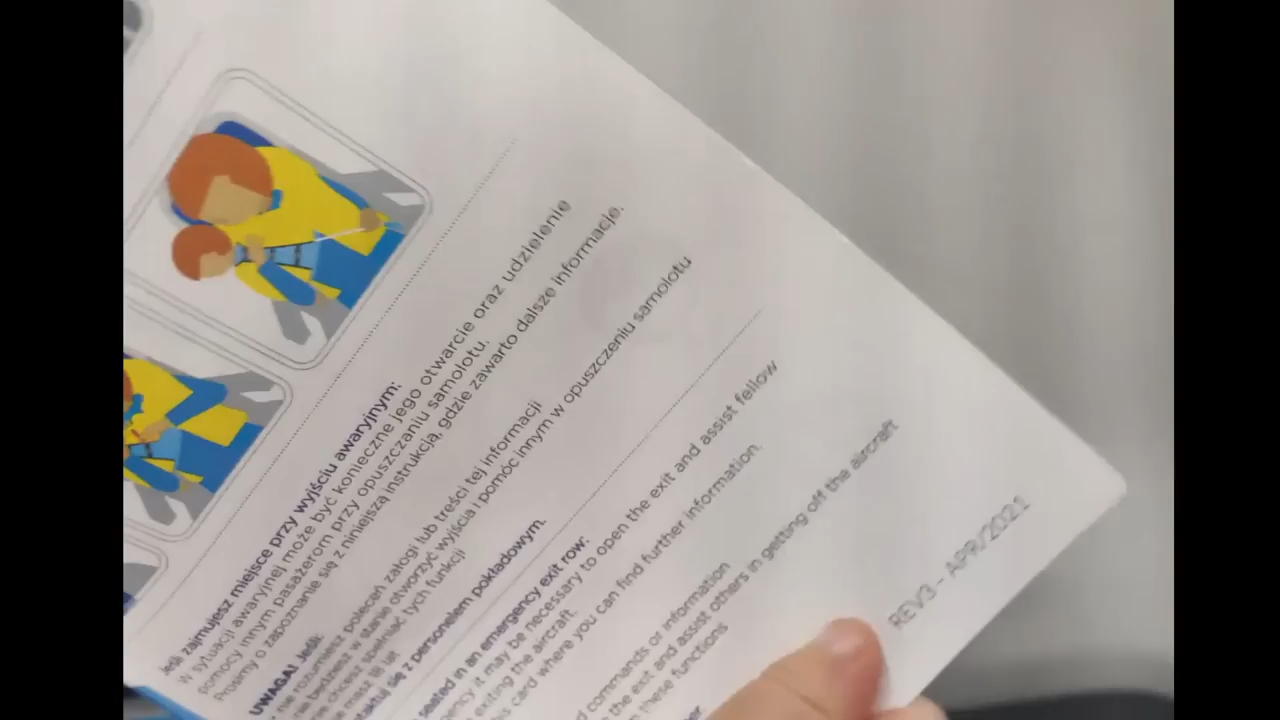 Jeśli zajmujesz miejsce przy wyjściu awaryjnym:
W sytuacji awaryjnej może być konieczne jego otwarcie oraz udzielenie
pomocy innym pasażerom przy opuszczaniu samolotu.
Prosimy o zapoznanie się z niniejszą instrukcją, gdzie zawarto dalsze informacje.
UWAGA! Jeśli:
nie rozumiesz poleceń załogi lub treści tej informacji
nie będziesz w stanie otworzyć wyjścia i pomóc innym w opuszczeniu samolotu
nie chcesz spełniać tych funkcji
nie masz 18 lat
się z personelem pokładowym.
seated in an emergency exit row:
it may be necessary to open the exit and assist fellow
exiting the aircraft.
card where you can find further information.
commands or information
the exit and assist others in getting off the aircraft
these functions
REV3 – APR/2021